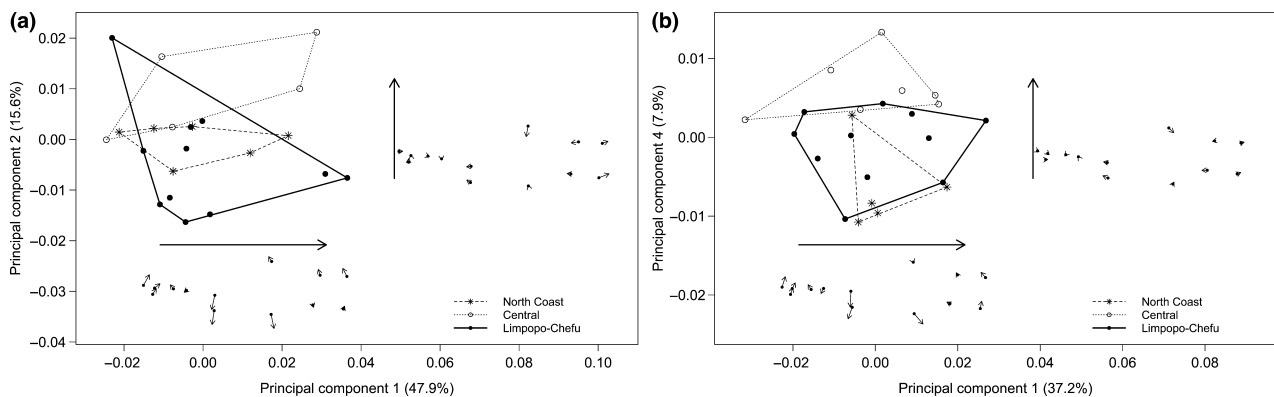 (a)
0.02
0.01
0.00
−0.01
−0.02
−0.03
−0.04
Principal component 2 (15.6%)
−0.02 0.00 0.02 0.04 0.06 0.08 0.10
Principal component 1 (47.9%)
North Coast
Central
Limpopo-Chefu
(b)
0.01
0.00
−0.01
−0.02
Principal component 4 (7.9%)
−0.02 0.00 0.02 0.04 0.06 0.08
Principal component 1 (37.2%)
North Coast
Central
Limpopo-Chefu